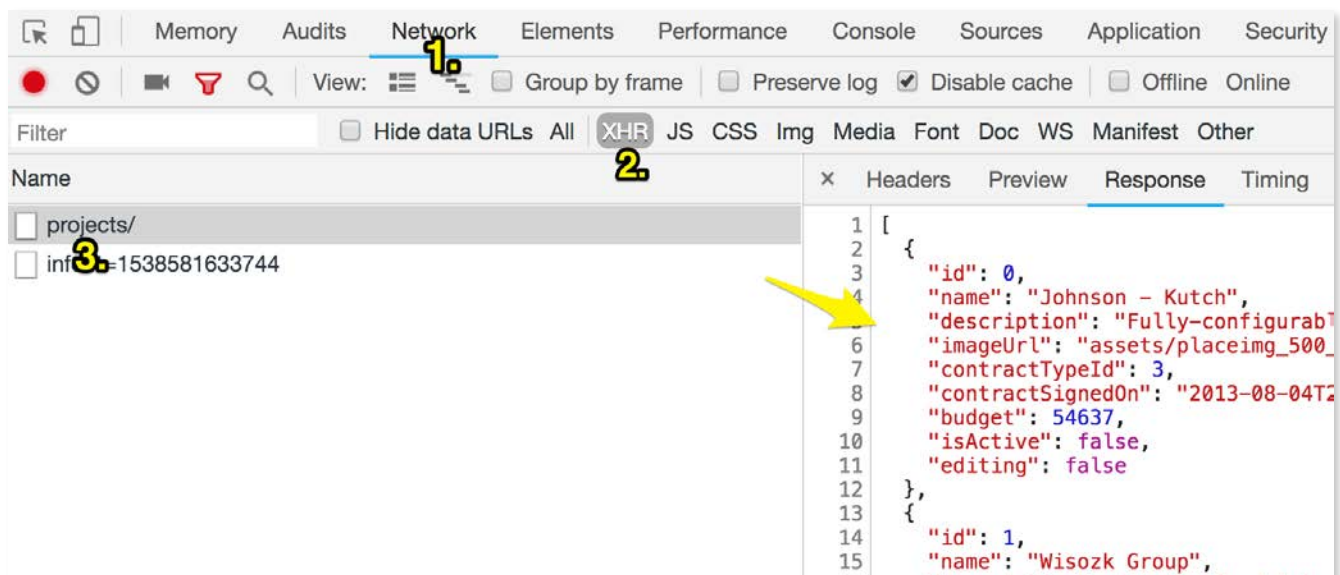 Memory Audits Network Elements Performance Console Sources Application Security
1.
View: Group by frame Preserve log Disable cache Offline Online
Filter Hide data URLs All XHR JS CSS Img Media Font Doc WS Manifest Other
2.
Name
× Headers Preview Response Timing
projects/
3.
=1538581633744
1 [
2 {
3 "id": 0,
4 "name": "Johnson – Kutch",
"description": "Fully-configurabl
6 "imageUrl": "assets/placeimg_500_
7 "contractTypeId": 3,
8 "contractSignedOn": "2013-08-04T2
9 "budget": 54637,
10 "isActive": false,
11 "editing": false
12 },
13 {
14 "id": 1,
15 "name": "Wisozk Group",